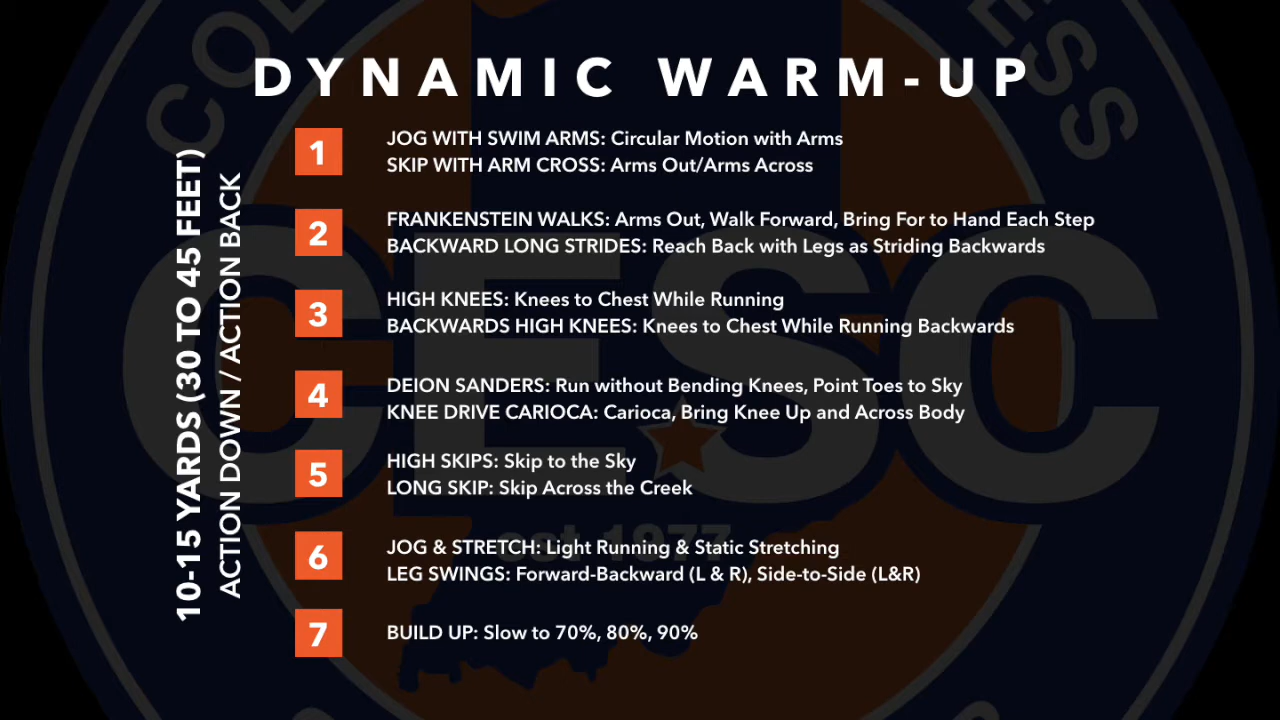 DYNAMIC WARM-UP
10-15 YARDS (30 TO 45 FEET)
ACTION DOWN / ACTION BACK
1
JOG WITH SWIM ARMS: Circular Motion with Arms
SKIP WITH ARM CROSS: Arms Out/Arms Across
2
FRANKENSTEIN WALKS: Arms Out, Walk Forward, Bring For to Hand Each Step
BACKWARD LONG STRIDES: Reach Back with Legs as Striding Backwards
3
HIGH KNEES: Knees to Chest While Running
BACKWARDS HIGH KNEES: Knees to Chest While Running Backwards
4
DEION SANDERS: Run without Bending Knees, Point Toes to Sky
KNEE DRIVE CARIOCA: Carioca, Bring Knee Up and Across Body
5
HIGH SKIPS: Skip to the Sky
LONG SKIP: Skip Across the Creek
6
JOG & STRETCH: Light Running & Static Stretching
LEG SWINGS: Forward-Backward (L & R), Side-to-Side (L&R)
7
BUILD UP: Slow to 70%, 80%, 90%
CESC
est 1977